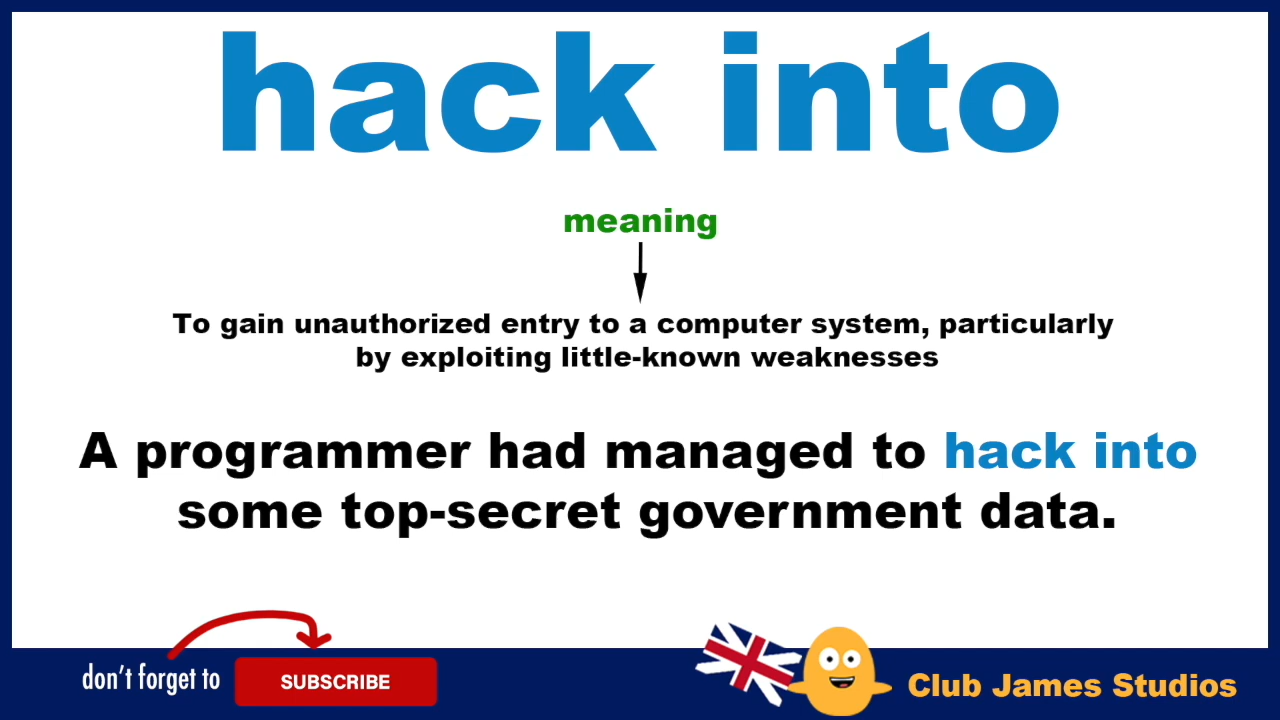 hack into
meaning
To gain unauthorized entry to a computer system, particularly
by exploiting little-known weaknesses
A programmer had managed to hack into
some top-secret government data.
don't forget to SUBSCRIBE
Club James Studios